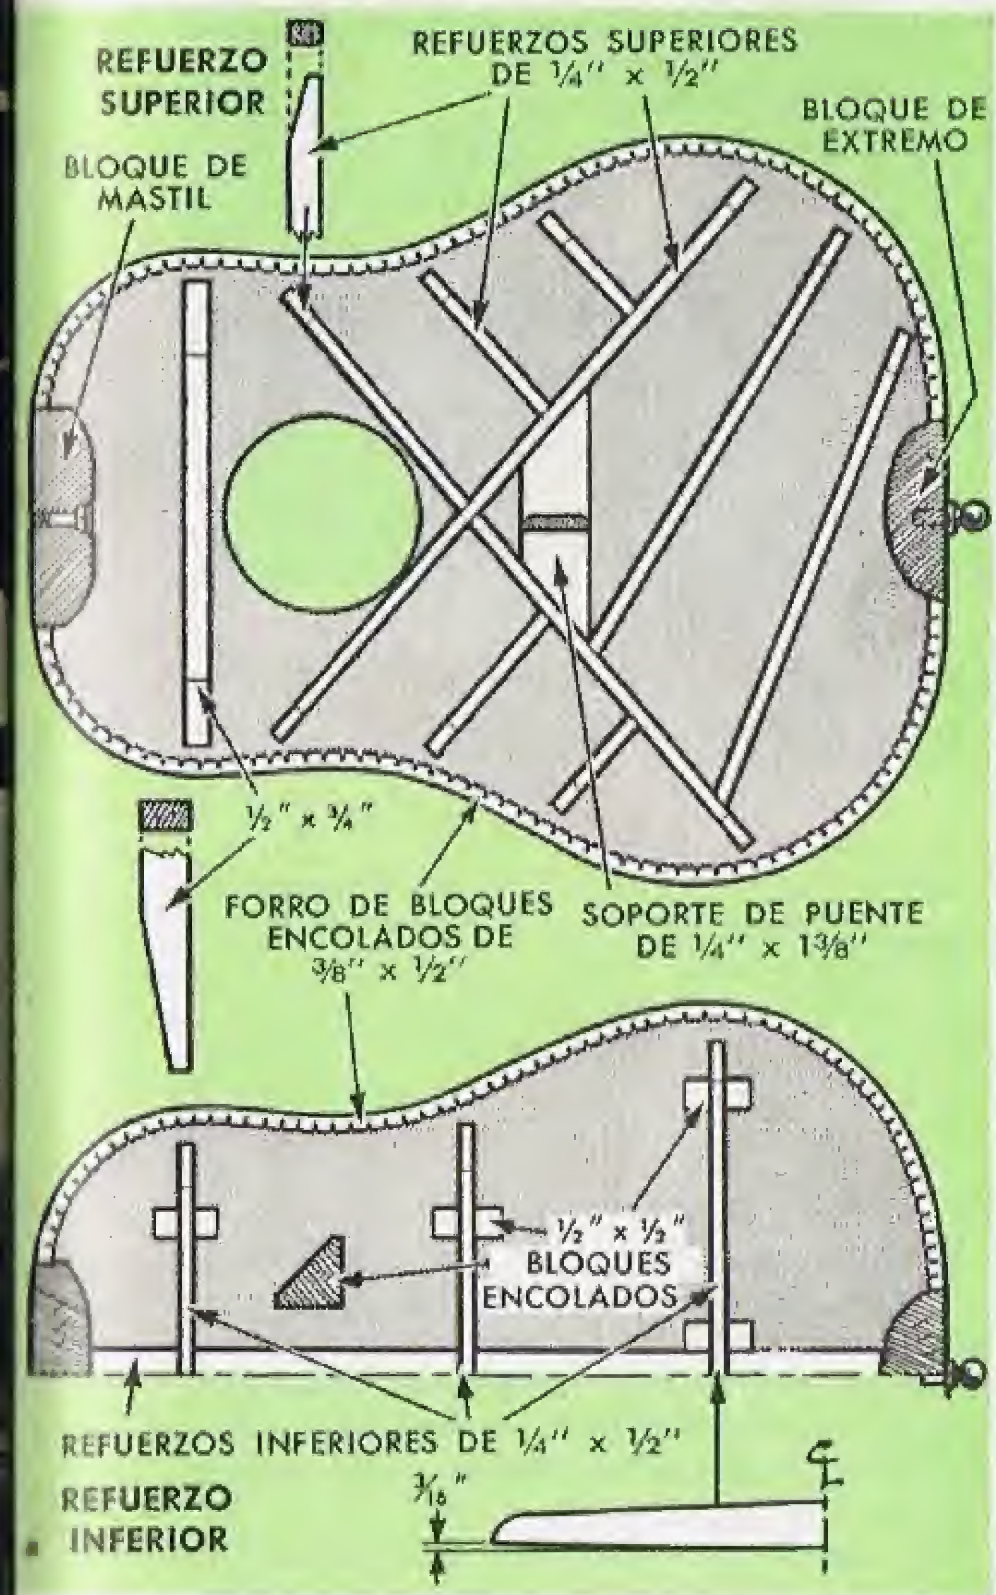 REFUERZO
SUPERIOR
REFUERZOS SUPERIORES
DE 1/4" x 1/2"
BLOQUE DE
EXTREMO
BLOQUE DE
MASTIL
1/2" x 3/4"
FORRO DE BLOQUES
ENCOLADOS DE
3/8" x 1/2"
SOPORTE DE PUENTE
DE 1/4" x 1 3/8"
1/2" x 1/2"
BLOQUES
ENCOLADOS
REFUERZOS INFERIORES DE 1/4" x 1/2"
REFUERZO
INFERIOR
3/16"
℄